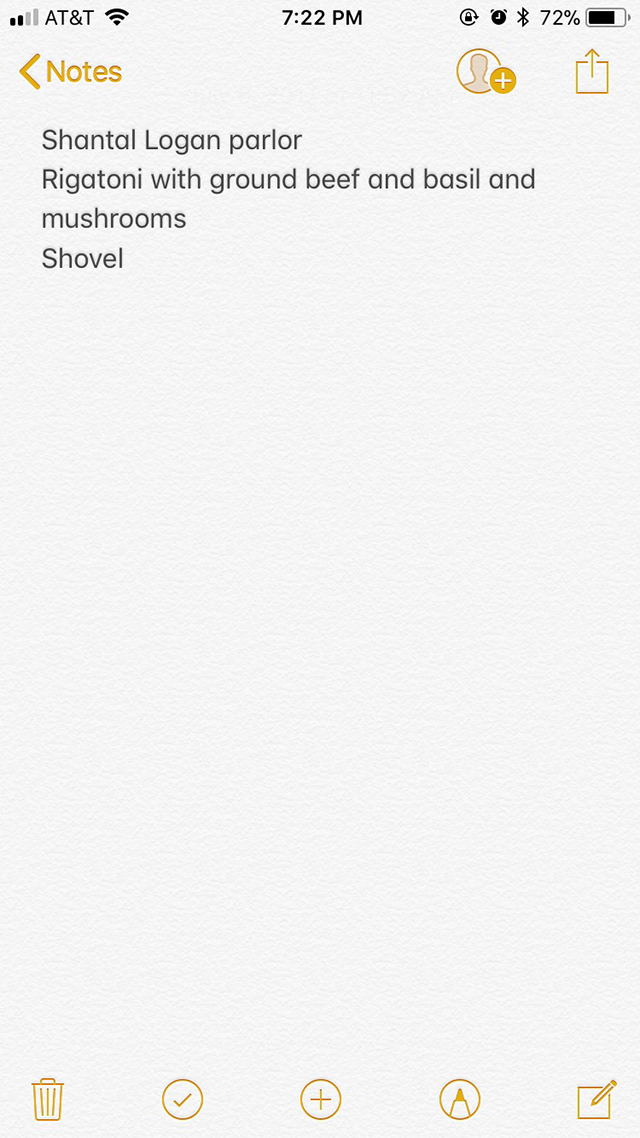 AT&T 7:22 PM 72%
Notes
Shantal Logan parlor
Rigatoni with ground beef and basil and
mushrooms
Shovel